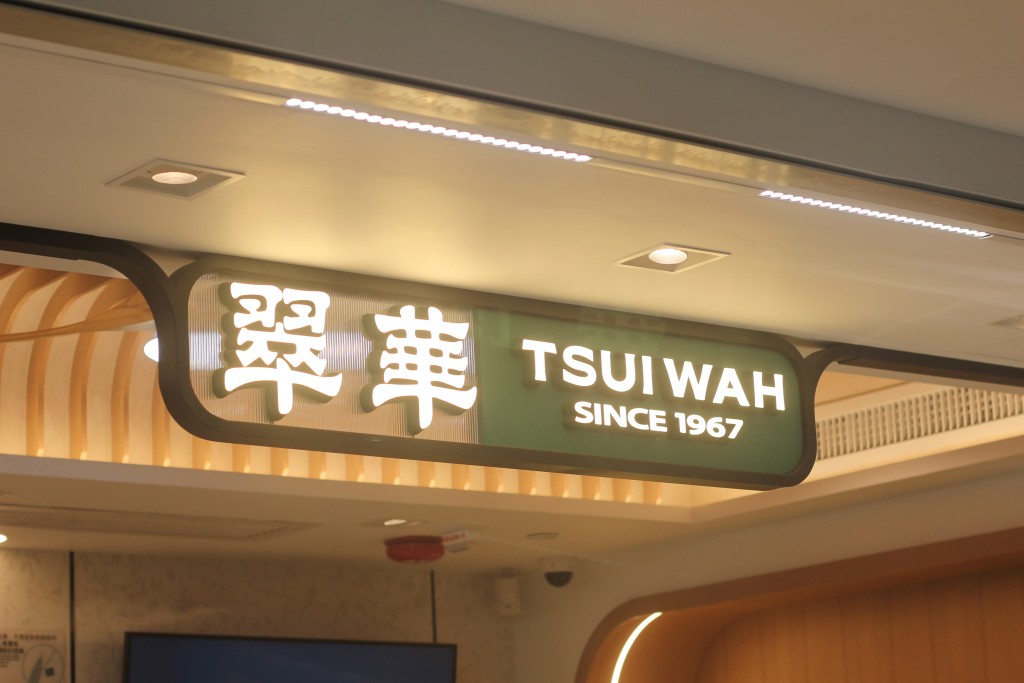 翠華
TSUI WAH
SINCE 1967